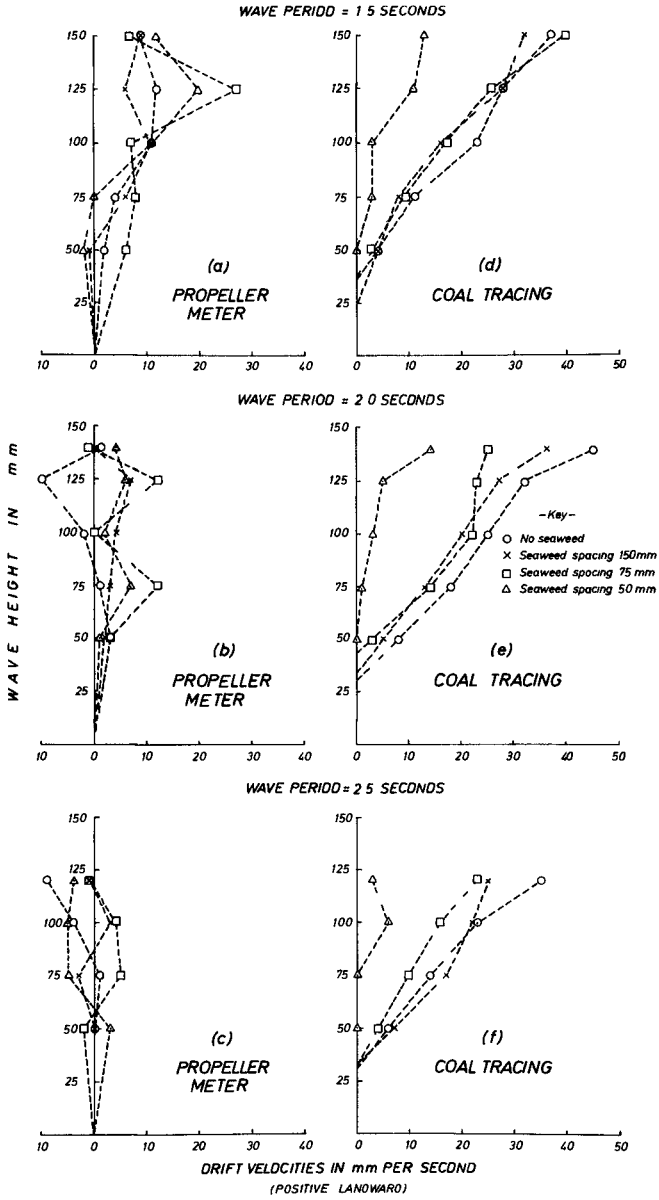 WAVE PERIOD = 1 5 SECONDS
150
125
100
75
50
25
(a)
PROPELLER
METER
10 0 10 20 30 40
150
125
100
75
50
25
(d)
COAL TRACING
0 10 20 30 40 50
WAVE PERIOD = 2 0 SECONDS
WAVE HEIGHT IN mm
150
125
100
75
50
25
(b)
PROPELLER
METER
10 0 10 20 30 40
150
125
100
75
50
25
-Key-
No seaweed
Seaweed spacing 150mm
Seaweed spacing 75 mm
Seaweed spacing 50 mm
(e)
COAL TRACING
0 10 20 30 40 50
WAVE PERIOD = 2 5 SECONDS
150
125
100
75
50
25
(c)
PROPELLER
METER
10 0 10 20 30 40
150
125
100
75
50
25
(f)
COAL TRACING
0 10 20 30 40 50
DRIFT VELOCITIES IN mm PER SECOND
(POSITIVE LANDWARD)